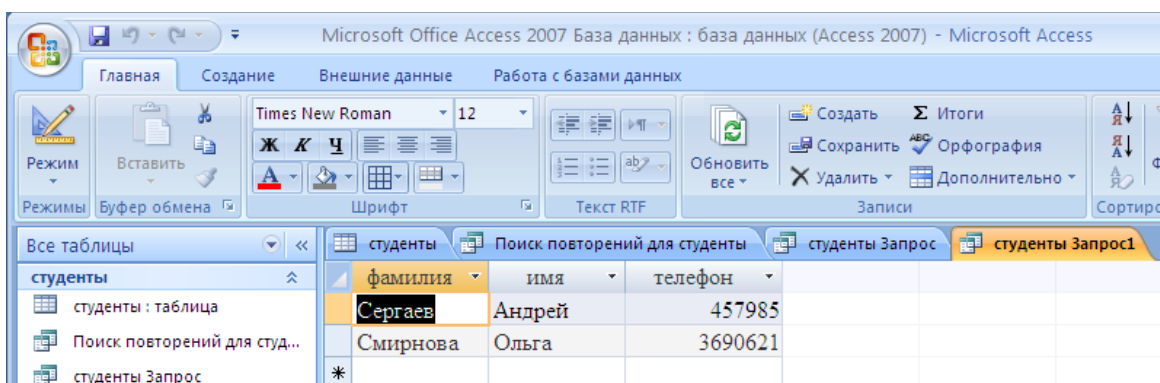 Microsoft Office Access 2007 База данных : база данных (Access 2007) - Microsoft Access
Главная Создание Внешние данные Работа с базами данных
Times New Roman 12
Ж К Ч
А
Режим
Вставить
Обновить все
Создать Σ Итоги
Сохранить ABC Орфография
Удалить Дополнительно
А Я
Я А
А Я
Ф
Режимы Буфер обмена Шрифт Текст RTF Записи Сортиро
Все таблицы «
студенты Поиск повторений для студенты студенты Запрос студенты Запрос1
студенты
студенты : таблица
Поиск повторений для студ...
студенты Запрос
фамилия имя телефон
Сергаев Андрей 457985
Смирнова Ольга 3690621
*